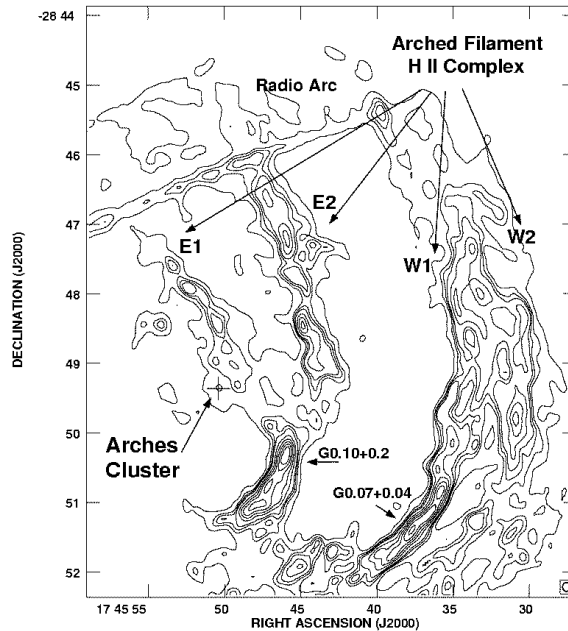 -28 44
45
46
47
48
49
50
51
52
DECLINATION (J2000)
Arched Filament
H II Complex
Radio Arc
E2
E1
W2
W1
Arches
Cluster
G0.10+0.2
G0.07+0.04
17 45 55
50
45
40
35
30
RIGHT ASCENSION (J2000)